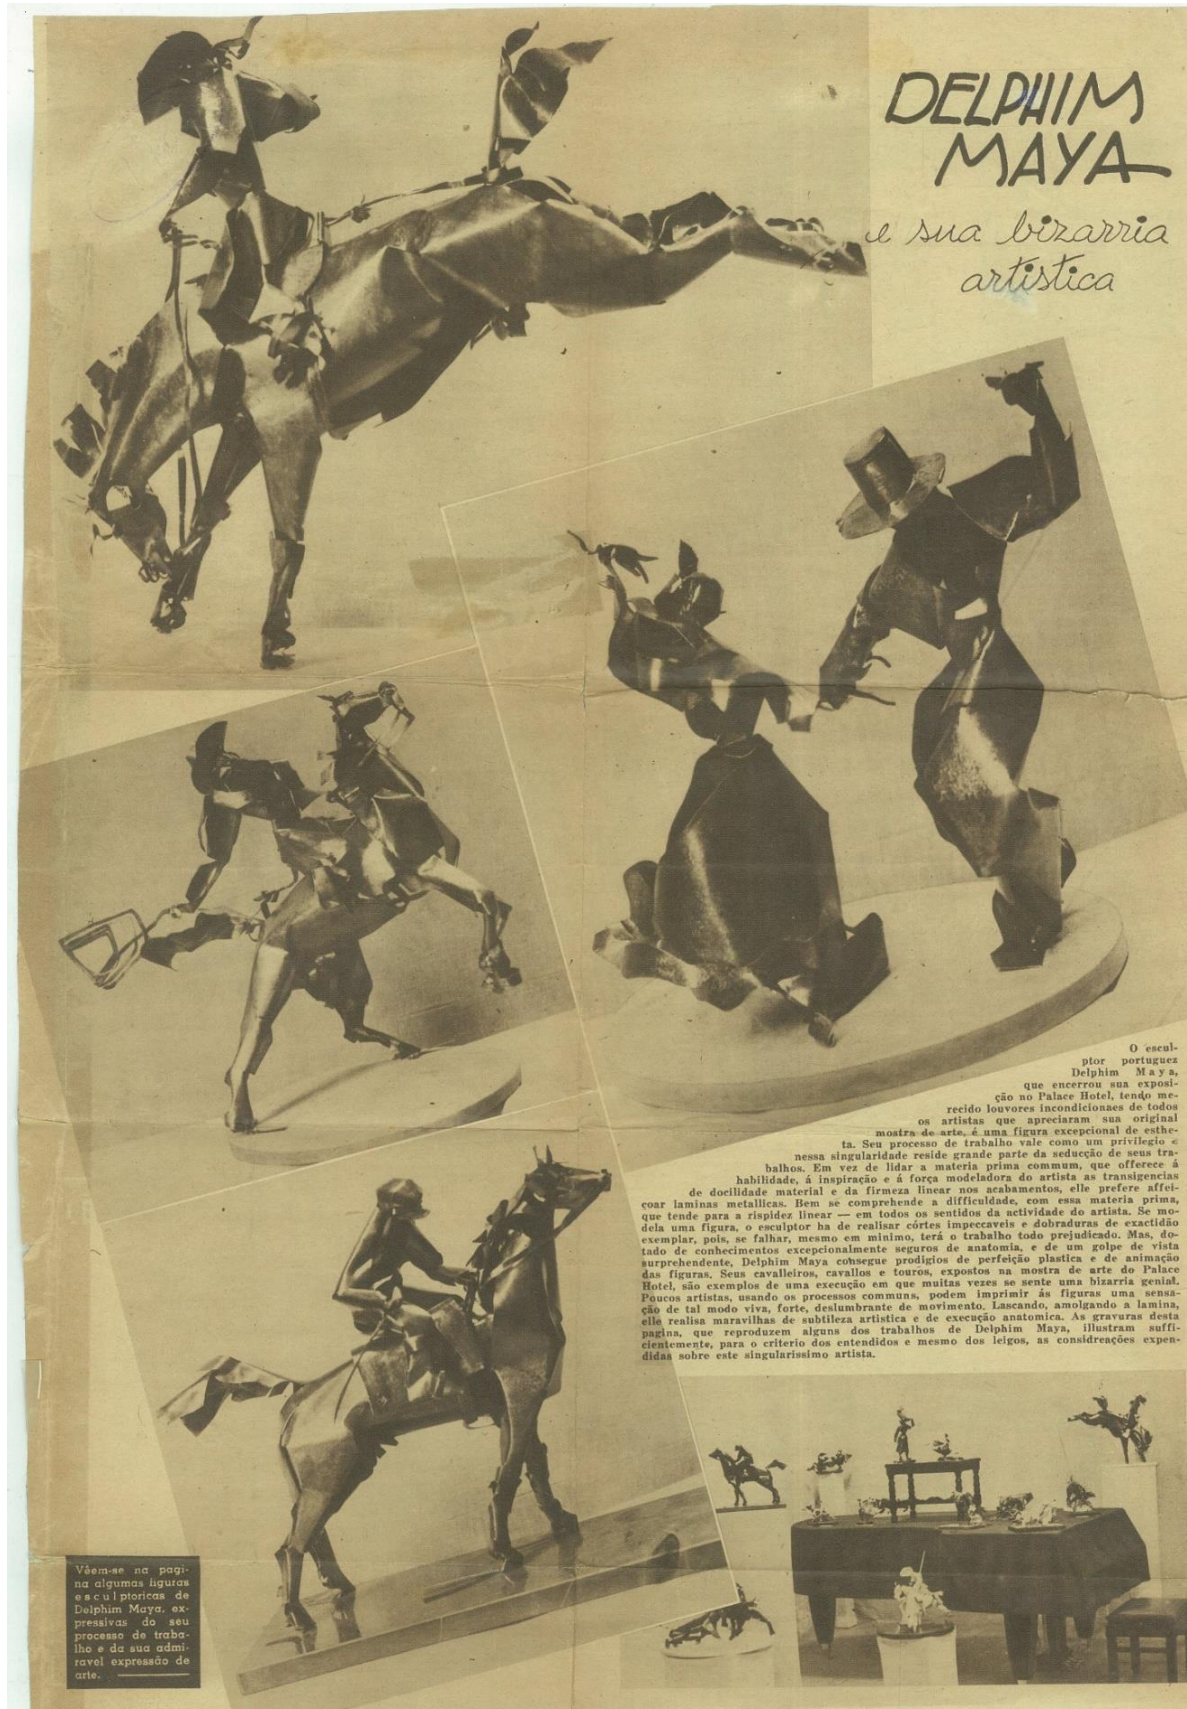 DELPHIM
MAYA
e sua bizarria
artistica
O escul-
ptor portuguez
Delphim Maya,
que encerrou sua exposi-
ção no Palace Hotel, tendo me-
recido louvores incondicionaes de todos
os artistas que apreciaram sua original
mostra de arte, é uma figura excepcional de esthe-
ta. Seu processo de trabalho vale como um privilegio e
nessa singularidade reside grande parte da seducção de seus tra-
balhos. Em vez de lidar a materia prima commum, que offerece á
habilidade, á inspiração e á força modeladora do artista as transigencias
de docilidade material e da firmeza linear nos acabamentos, elle prefere affei-
çoar laminas metallicas. Bem se comprehende a difficuldade, com essa materia prima,
que tende para a rispidez linear — em todos os sentidos da actividade do artista. Se mo-
dela uma figura, o esculptor ha de realisar córtes impeccaveis e dobraduras de exactidão
exemplar, pois, se falhar, mesmo em minimo, terá o trabalho todo prejudicado. Mas, do-
tado de conhecimentos excepcionalmente seguros de anatomia, e de um golpe de vista
surprehendente, Delphim Maya consegue prodigios de perfeição plastica e de animação
das figuras. Seus cavalleiros, cavallos e touros, expostos na mostra de arte do Palace
Hotel, são exemplos de uma execução em que muitas vezes se sente uma bizarria genial.
Poucos artistas, usando os processos communs, podem imprimir ás figuras uma sensa-
ção de tal modo viva, forte, deslumbrante de movimento. Lascando, amolgando a lamina,
elle realisa maravilhas de subtileza artistica e de execução anatomica. As gravuras desta
pagina, que reproduzem alguns dos trabalhos de Delphim Maya, illustram suffi-
cientemente, para o criterio dos entendidos e mesmo dos leigos, as considreações expen-
didas sobre este singularissimo artista.
Vêem-se na pagi-
na algumas figuras
esculptoricas de
Delphim Maya, ex-
pressivas do seu
processo de traba-
lho e da sua admi-
ravel expressão de
arte.